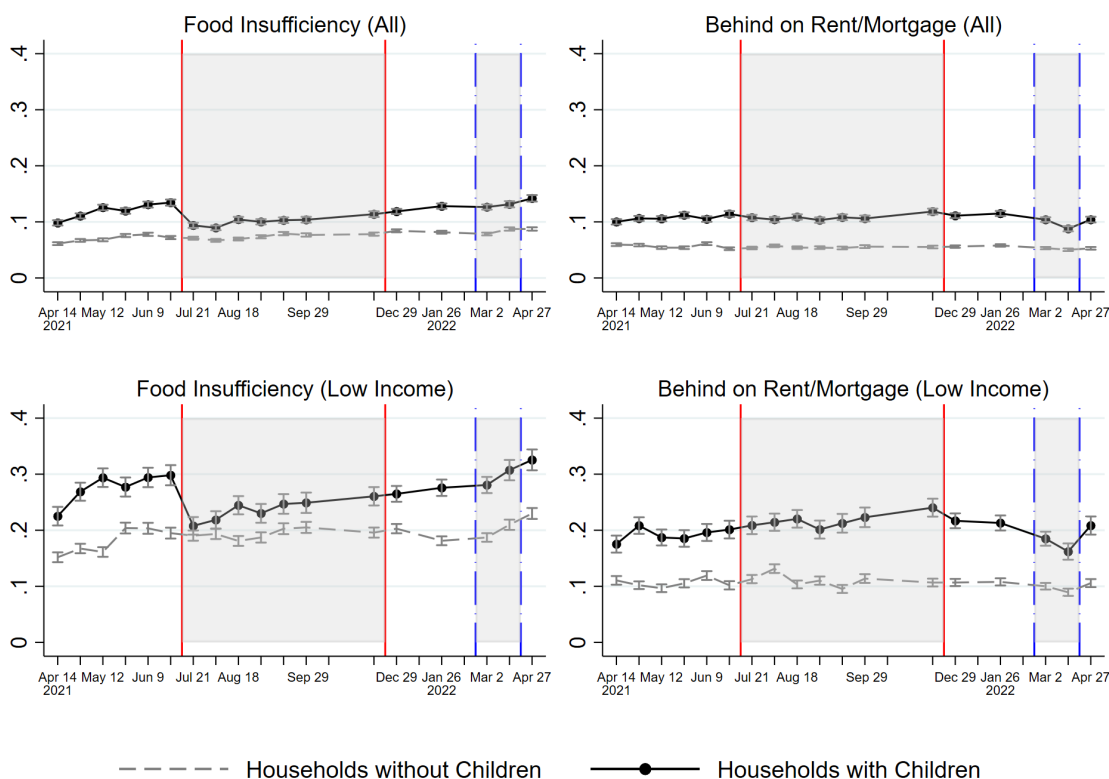 Food Insufficiency (All)
.4
.3
.2
.1
0
Apr 14 May 12 Jun 9 Jul 21 Aug 18 Sep 29 Dec 29 Jan 26 Mar 2 Apr 27
2021 2022
Behind on Rent/Mortgage (All)
.4
.3
.2
.1
0
Apr 14 May 12 Jun 9 Jul 21 Aug 18 Sep 29 Dec 29 Jan 26 Mar 2 Apr 27
2021 2022
Food Insufficiency (Low Income)
.4
.3
.2
.1
0
Apr 14 May 12 Jun 9 Jul 21 Aug 18 Sep 29 Dec 29 Jan 26 Mar 2 Apr 27
2021 2022
Behind on Rent/Mortgage (Low Income)
.4
.3
.2
.1
0
Apr 14 May 12 Jun 9 Jul 21 Aug 18 Sep 29 Dec 29 Jan 26 Mar 2 Apr 27
2021 2022
Households without Children Households with Children